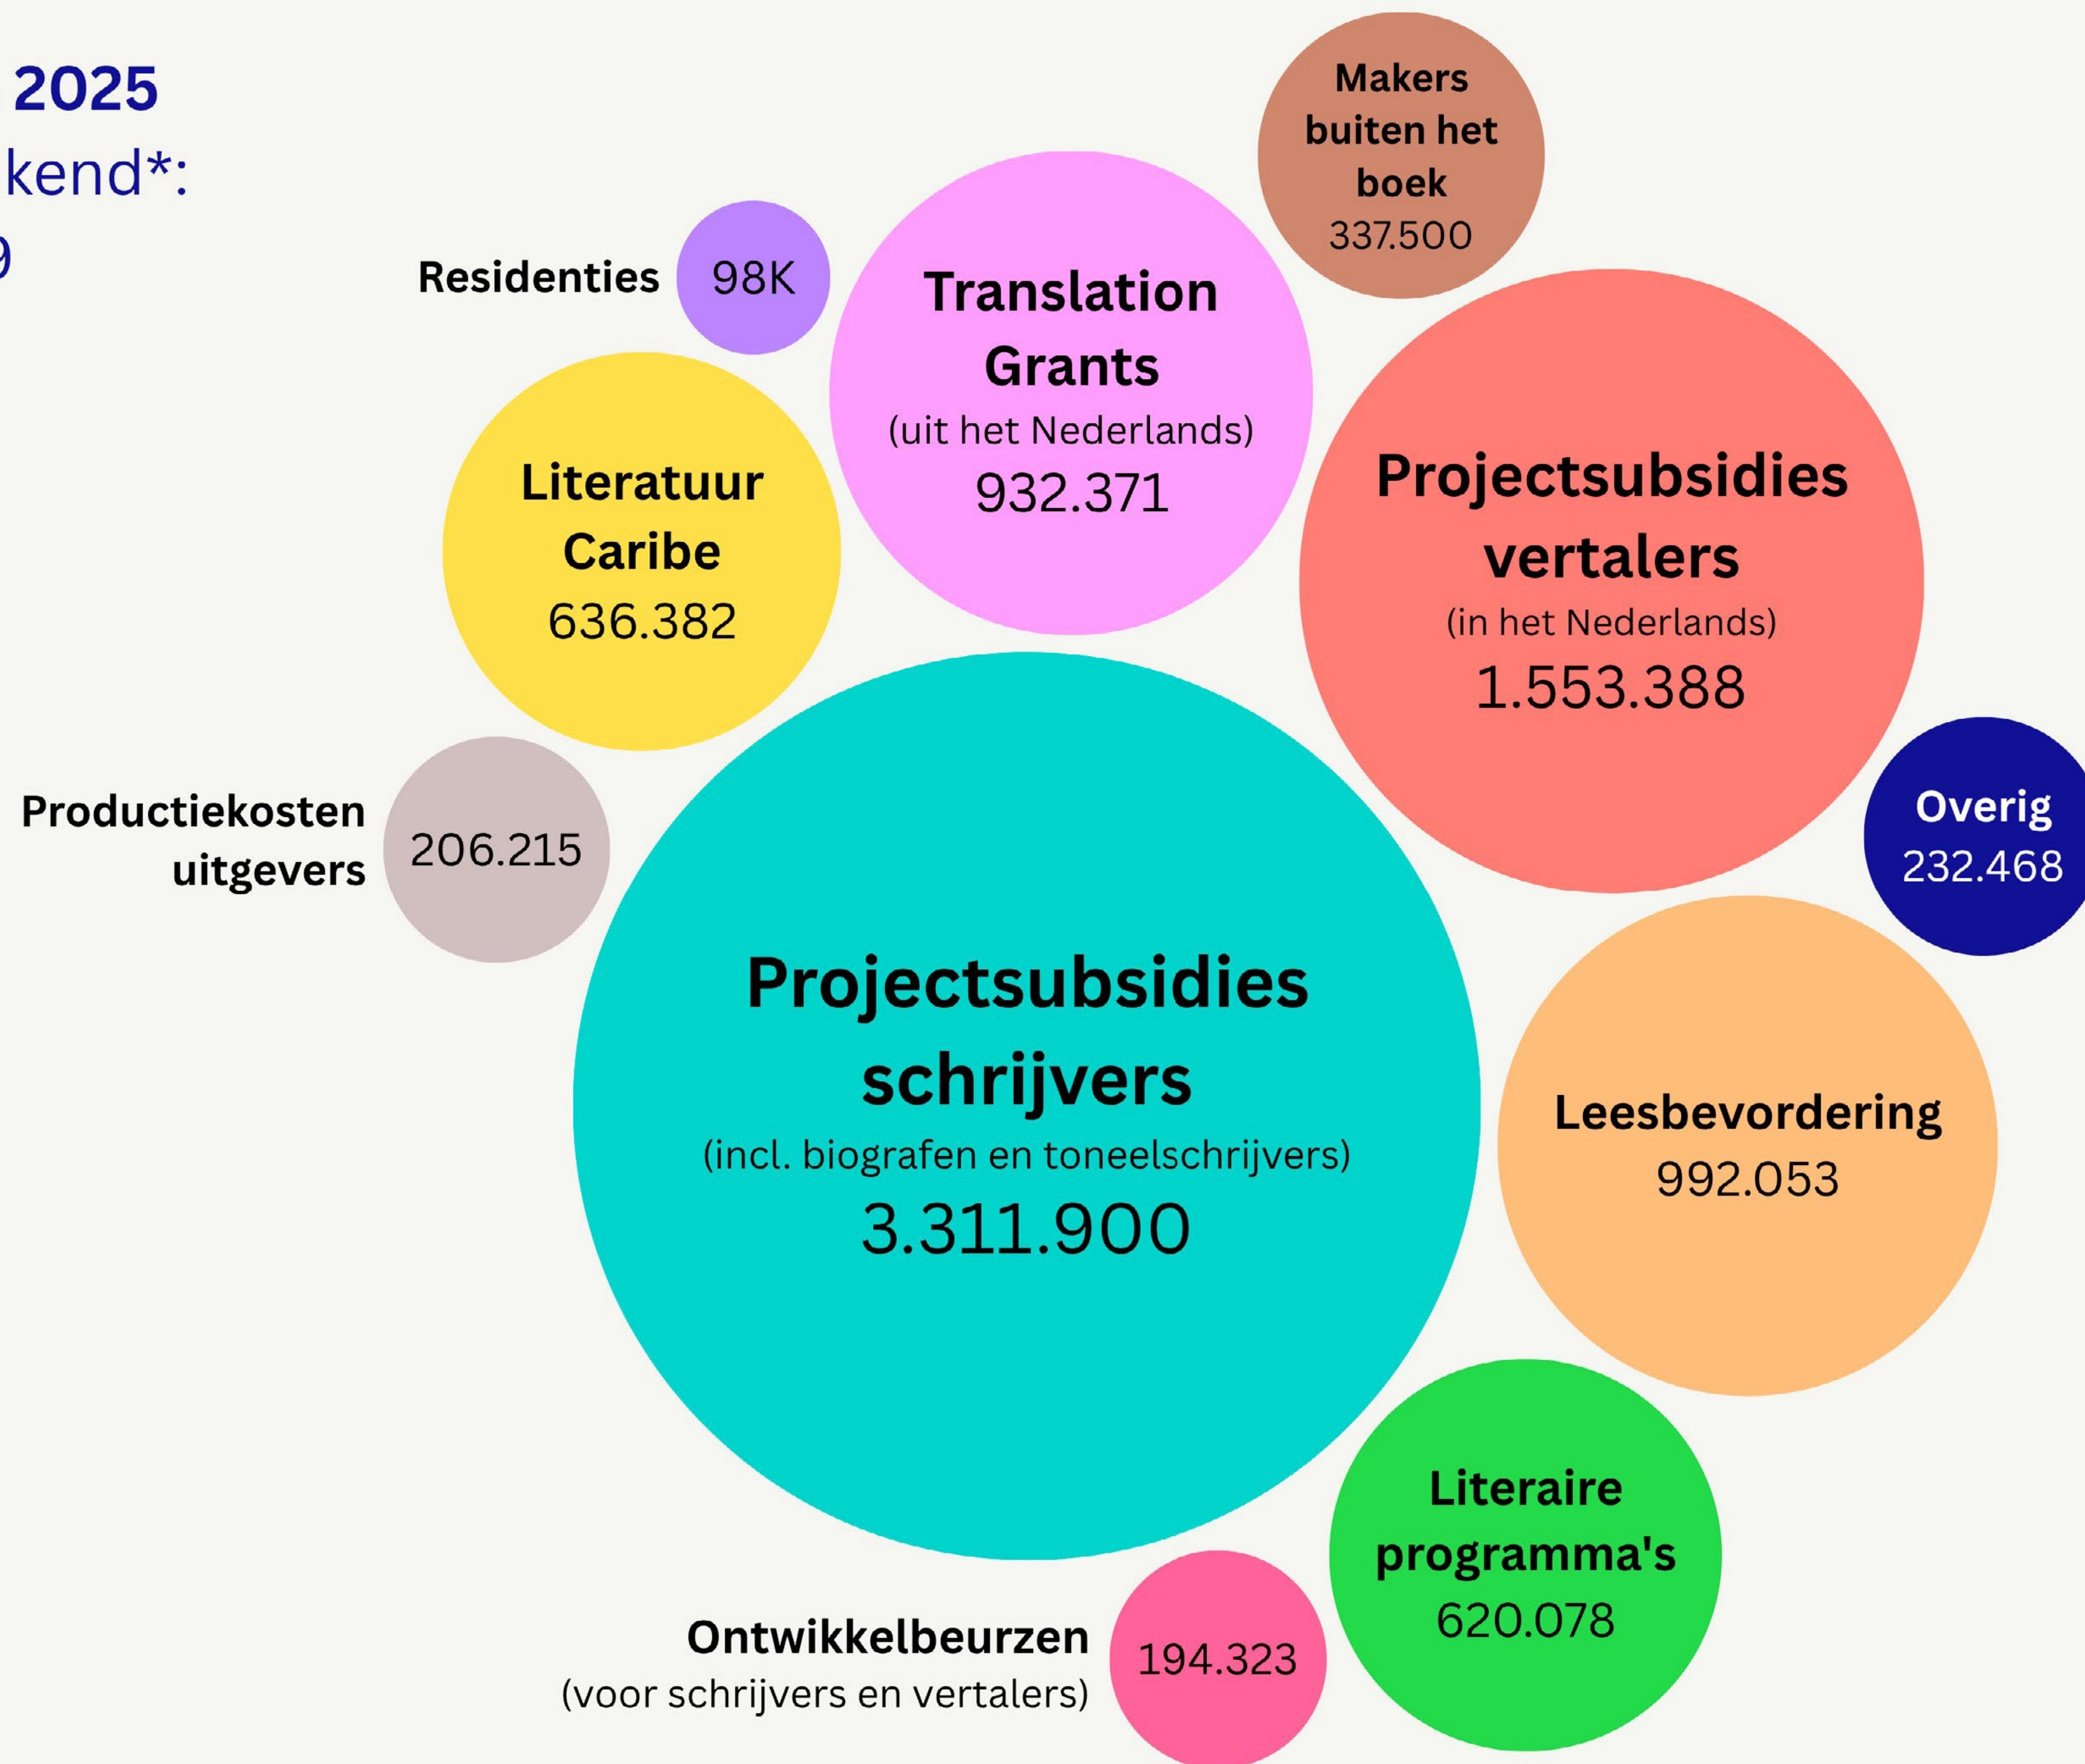 2025
kend*:
9
Makers
buiten het
boek
337.500
Residenties
98K
Translation
Grants
(uit het Nederlands)
932.371
Literatuur
Caribe
636.382
Projectsubsidies
vertalers
(in het Nederlands)
1.553.388
Productiekosten
uitgevers
206.215
Overig
232.468
Projectsubsidies
schrijvers
(incl. biografen en toneelschrijvers)
3.311.900
Leesbevordering
992.053
Literaire
programma's
620.078
Ontwikkelbeurzen
(voor schrijvers en vertalers)
194.323